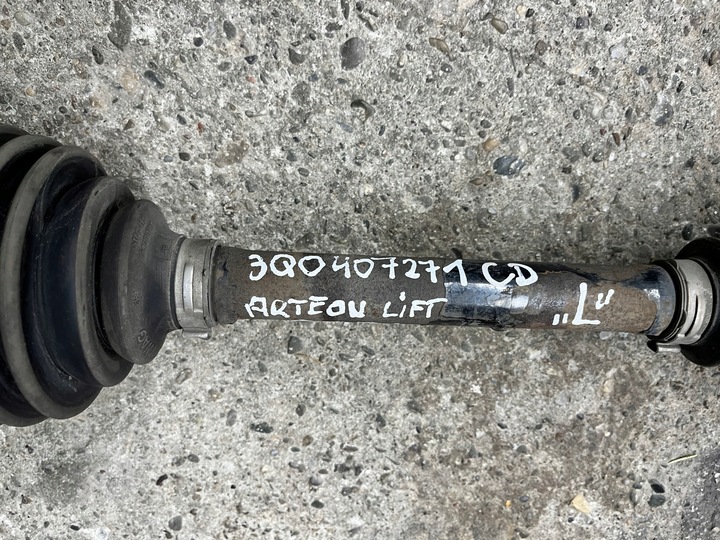 3Q0407271 CD
ARTEON LIFT
„L"